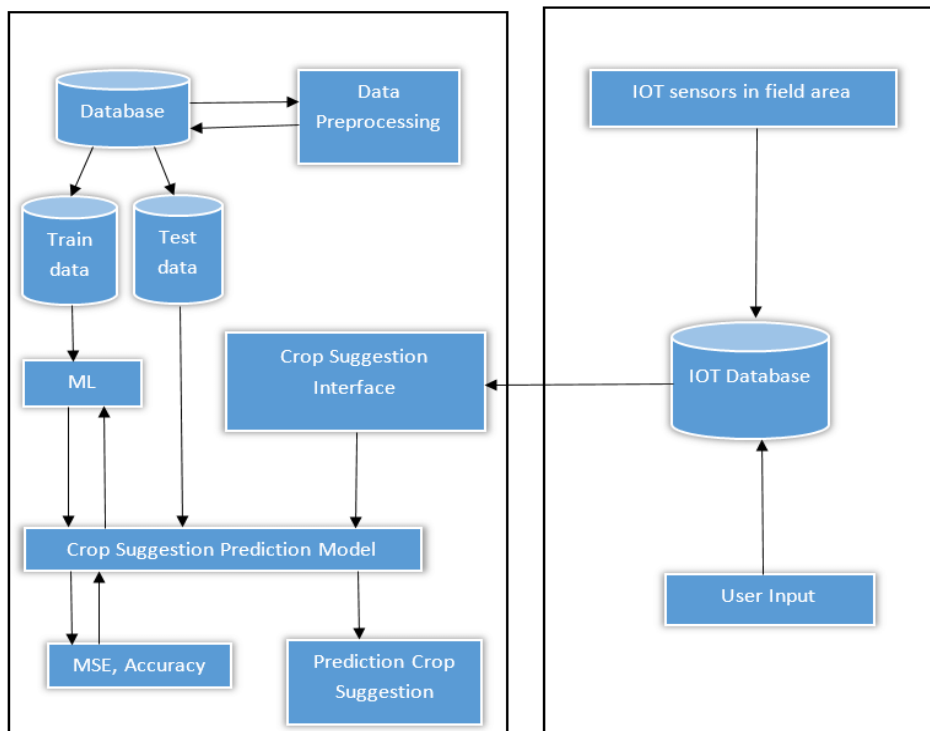 Database
Data
Preprocessing
Train
data
Test
data
ML
Crop Suggestion
Interface
Crop Suggestion Prediction Model
MSE, Accuracy
Prediction Crop
Suggestion
IOT sensors in field area
IOT Database
User Input